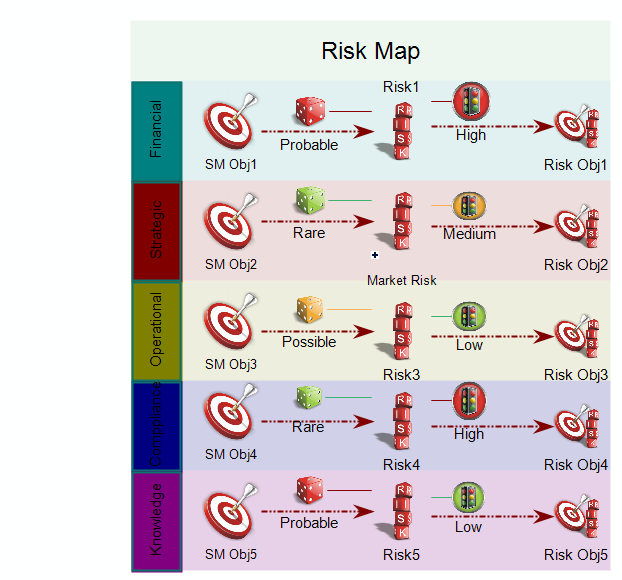 Risk Map
Financial
SM Obj1
Probable
Risk1
R
I
S
K
High
Risk Obj1
Strategic
SM Obj2
Rare
R
I
S
K
Market Risk
Medium
Risk Obj2
Operational
SM Obj3
Possible
R
I
S
K
Risk3
Low
Risk Obj3
Compliance
SM Obj4
Rare
R
I
S
K
Risk4
High
Risk Obj4
Knowledge
SM Obj5
Probable
R
I
S
K
Risk5
Low
Risk Obj5